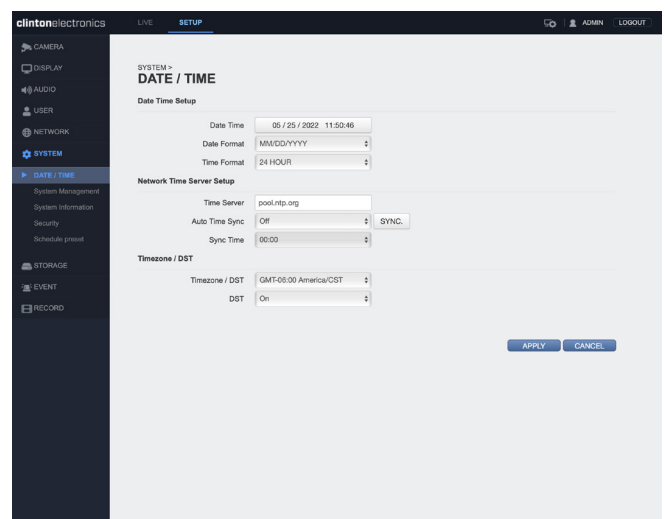 clintonelectronics
LIVE
SETUP
ADMIN
LOGOUT
CAMERA
DISPLAY
AUDIO
USER
NETWORK
SYSTEM
DATE / TIME
System Management
System Information
Security
Schedule preset
STORAGE
EVENT
RECORD
SYSTEM >
DATE / TIME
Date Time Setup
Date Time 05 / 25 / 2022 11:50:46
Date Format MM/DD/YYYY
Time Format 24 HOUR
Network Time Server Setup
Time Server pool.ntp.org
Auto Time Sync Off SYNC.
Sync Time 00:00
Timezone / DST
Timezone / DST GMT-06:00 America/CST
DST On
APPLY CANCEL